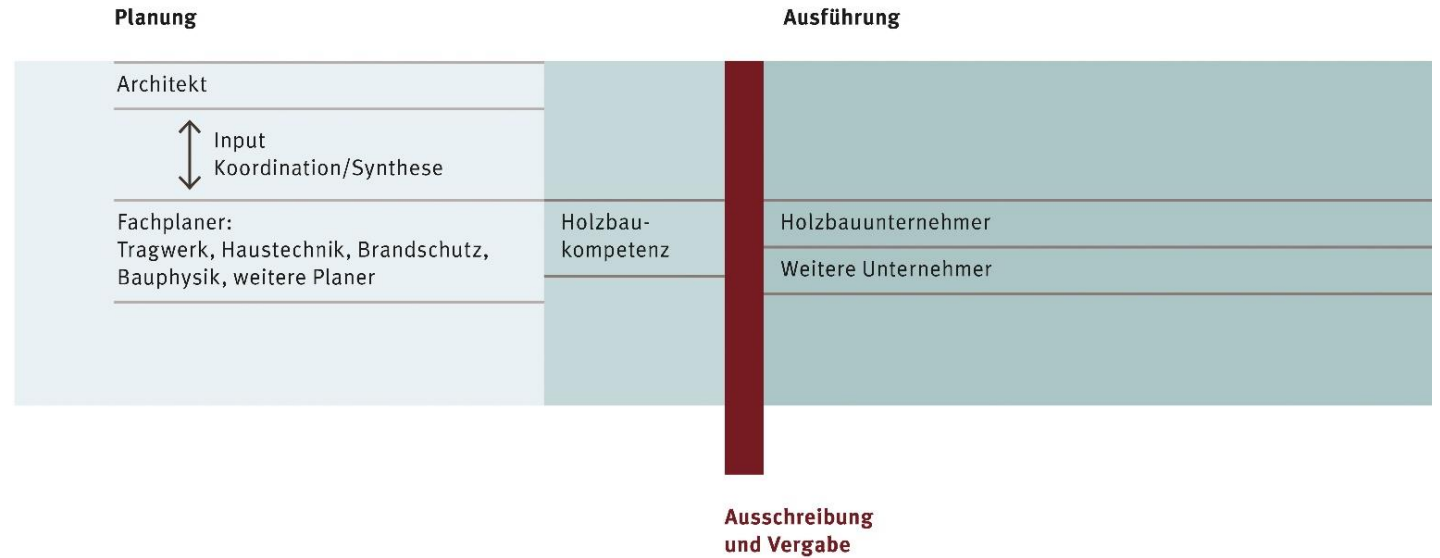 Planung
Ausführung
Architekt
Input
Koordination/Synthese
Fachplaner:
Tragwerk, Haustechnik, Brandschutz,
Bauphysik, weitere Planer
Holzbau-
kompetenz
Holzbauunternehmer
Weitere Unternehmer
Ausschreibung
und Vergabe